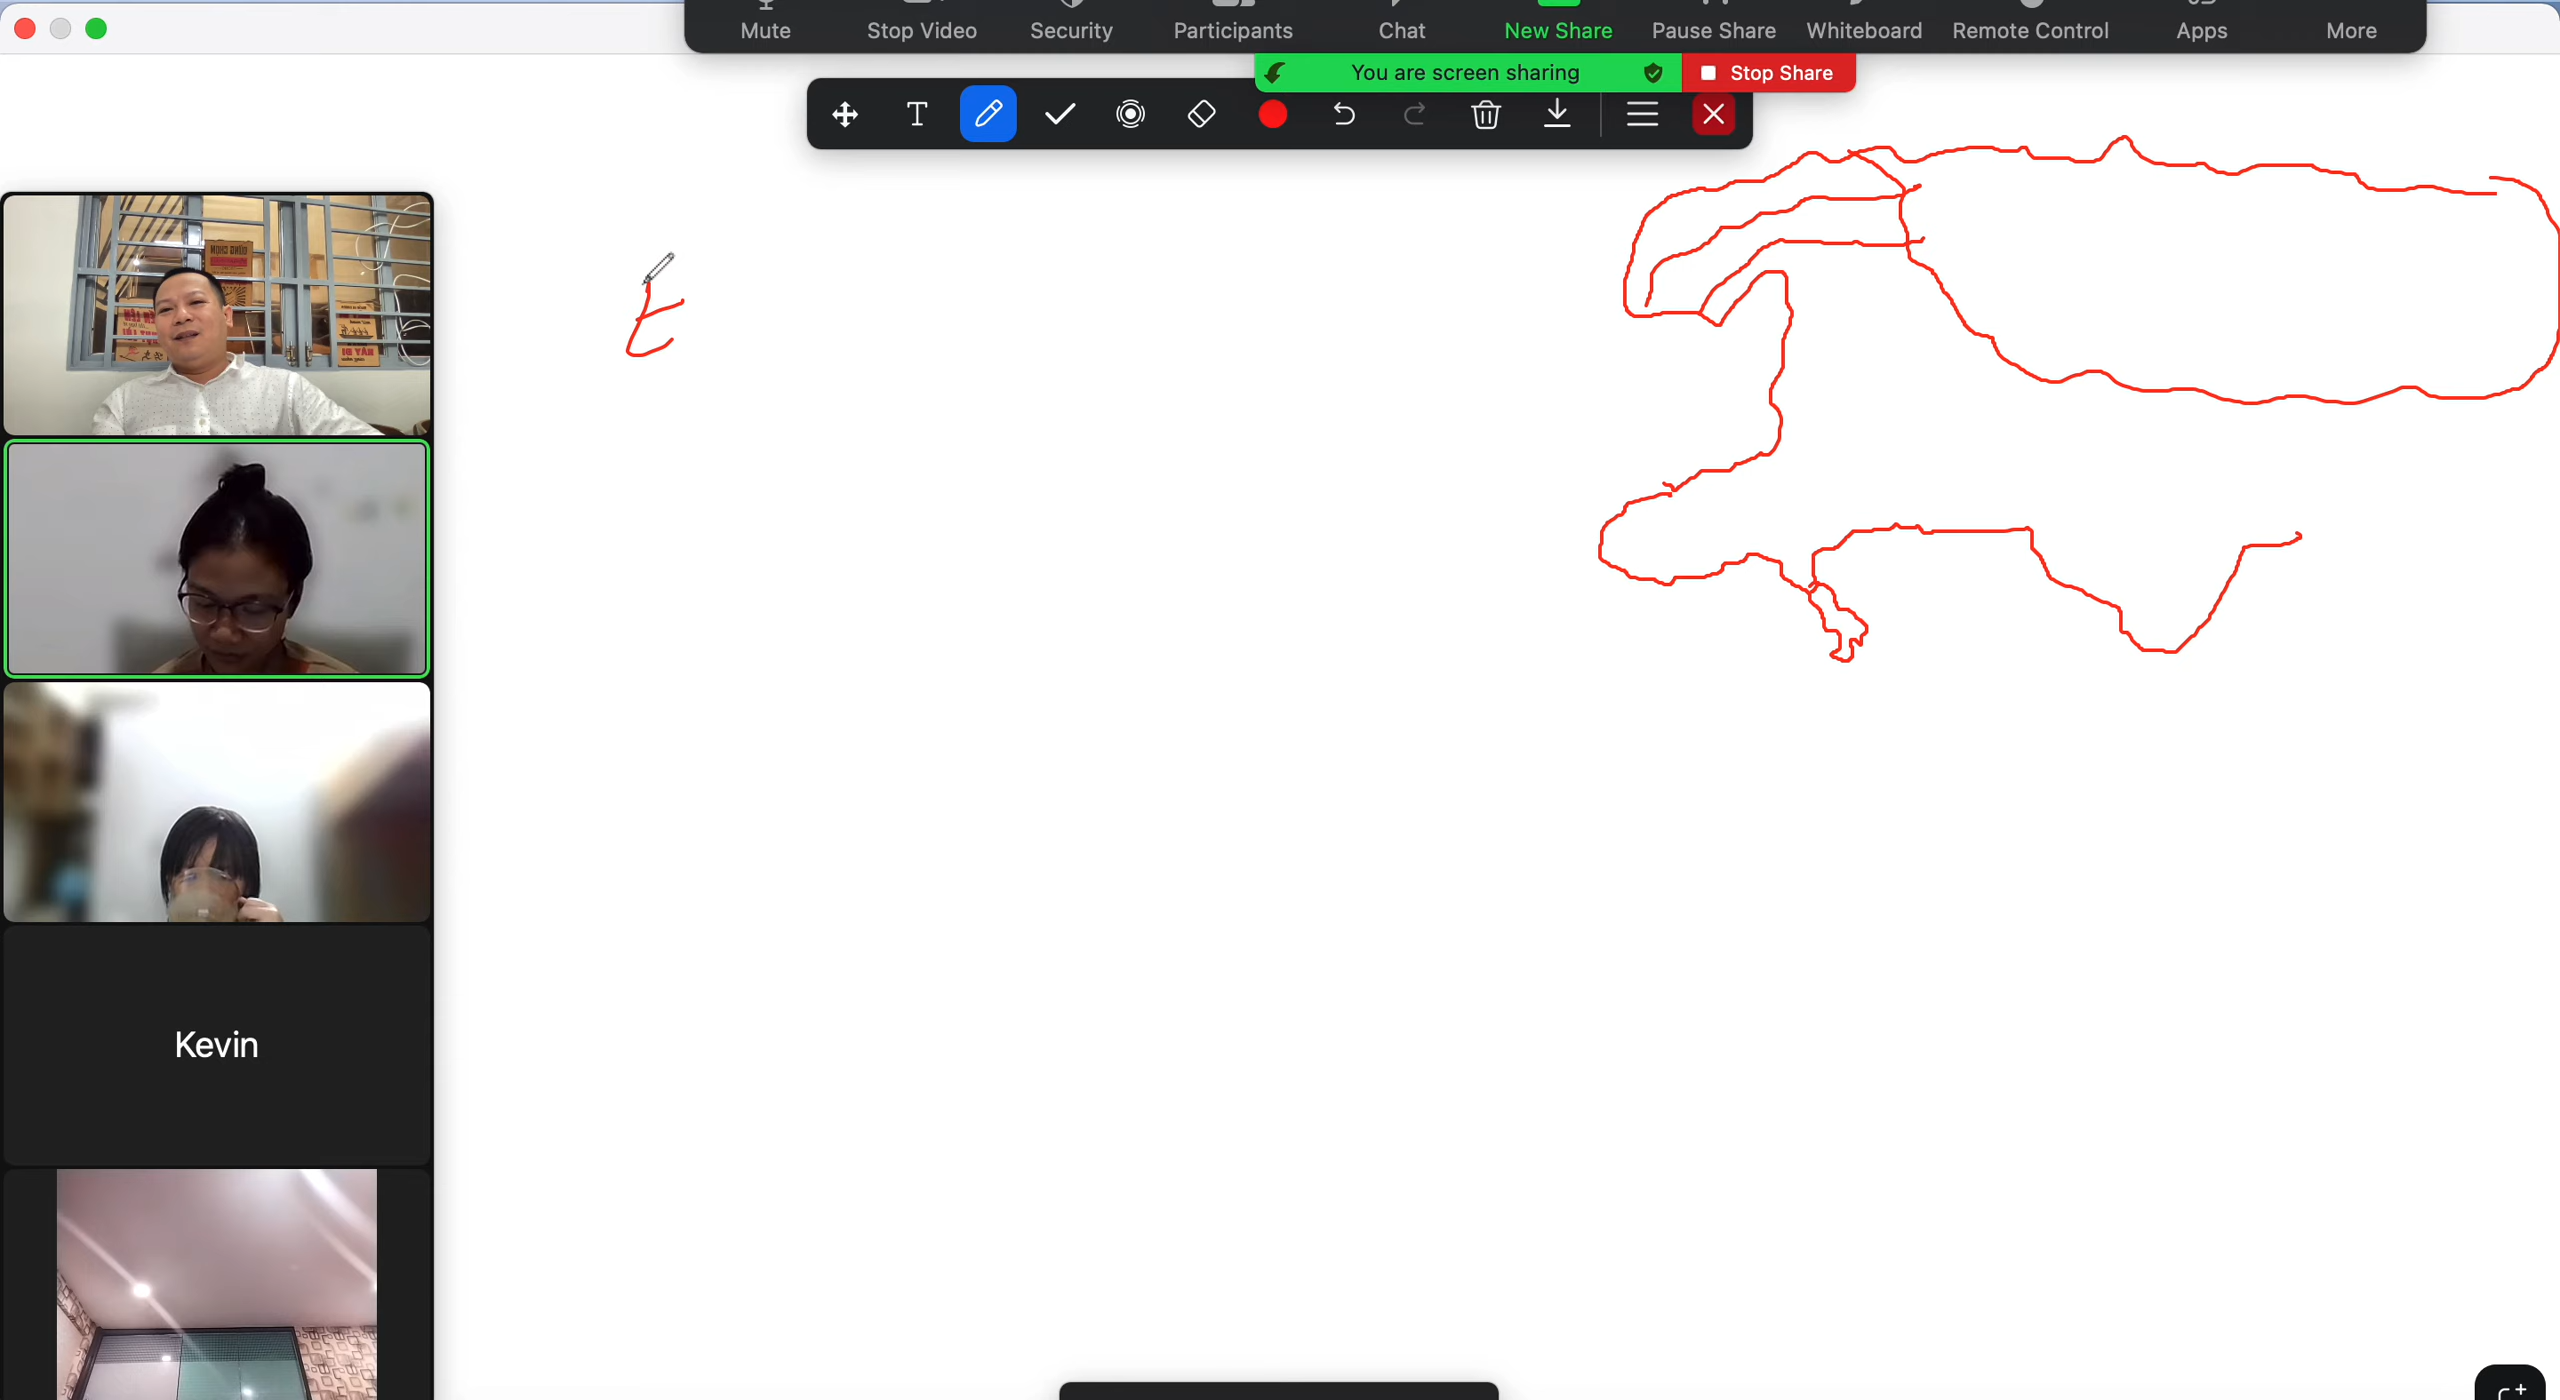 Mute Stop Video Security Participants Chat New Share Pause Share Whiteboard Remote Control Apps More
You are screen sharing Stop Share
T
t
Kevin